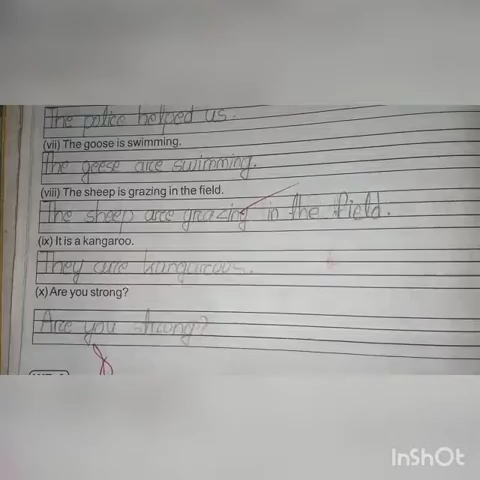 The police helped us.
(vii) The goose is swimming.
The geese are swimming.
(viii) The sheep is grazing in the field.
The sheep are grazing in the field.
(ix) It is a kangaroo.
They are kangaroos.
(x) Are you strong?
Are you strong?
InShOt